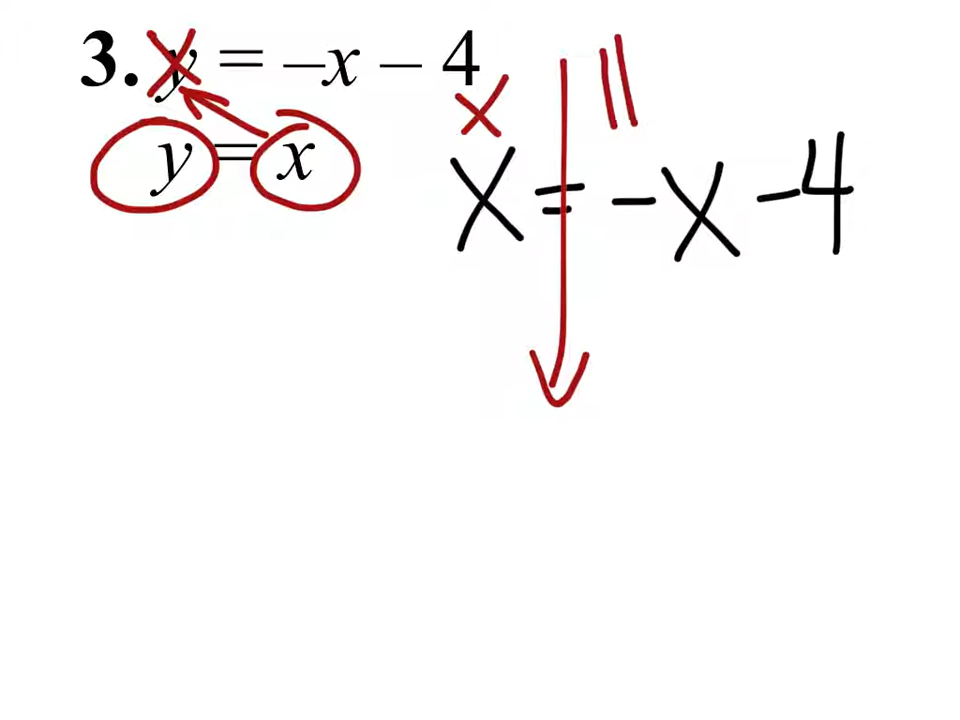 3. y = –x – 4
y = x
x ||
x = -x -4